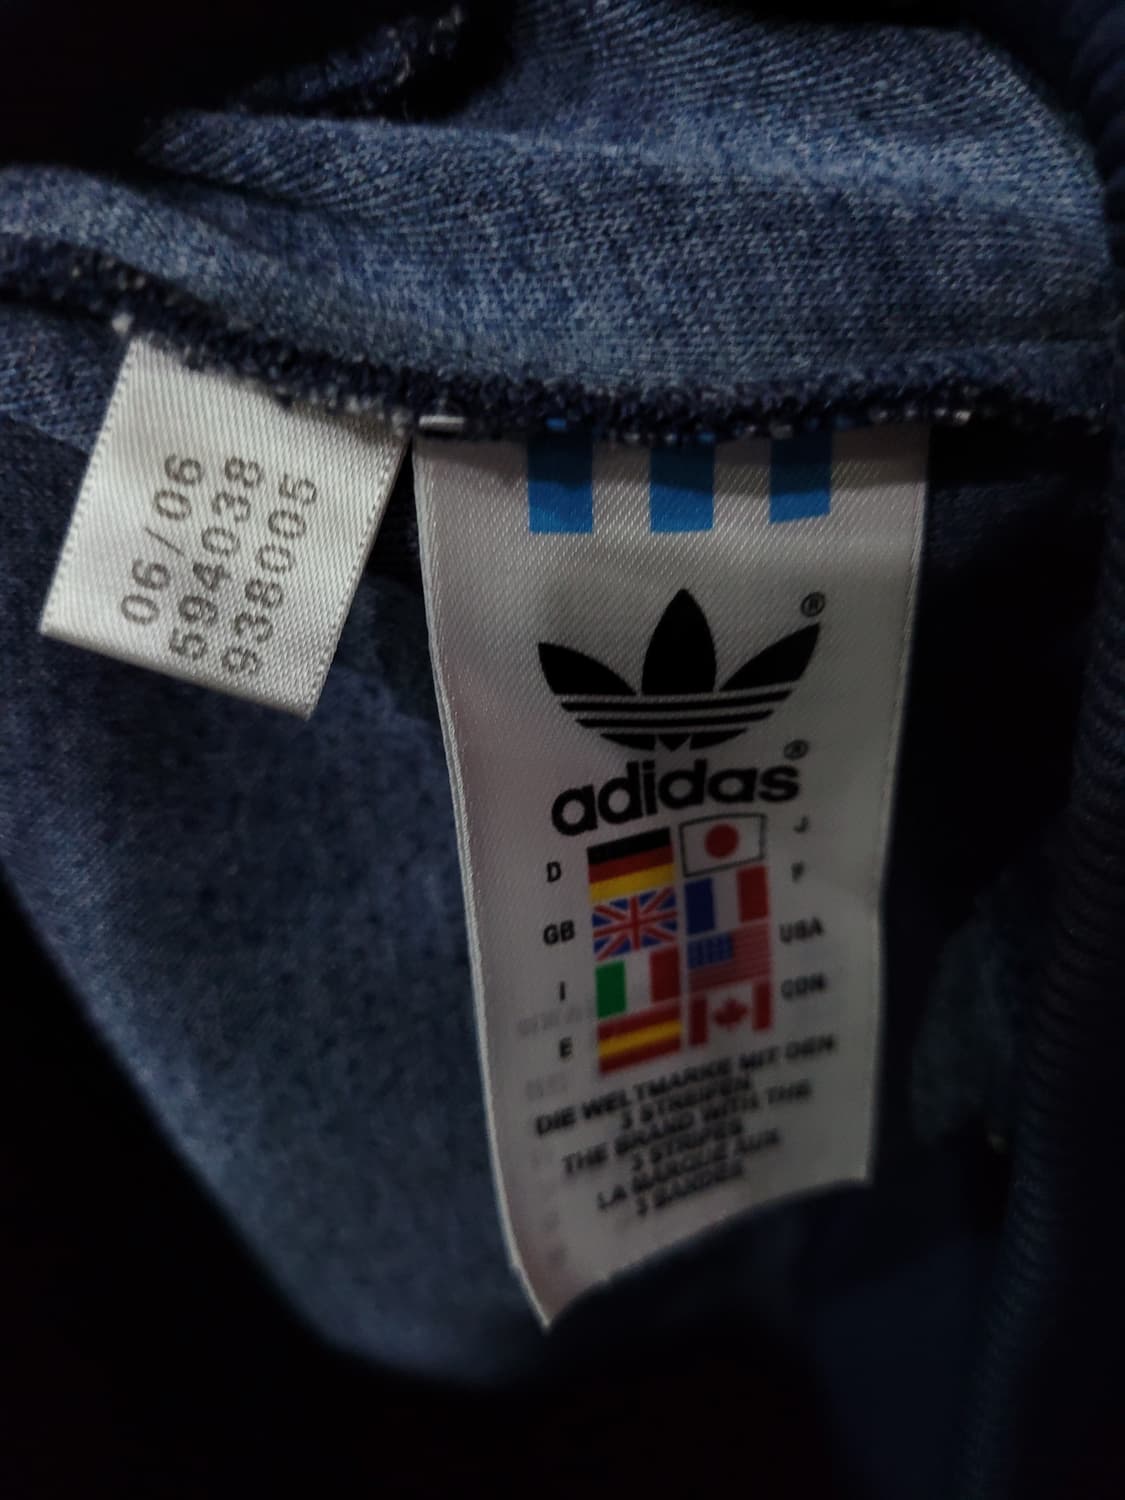 06/06
594038
938005
®
®
adidas
D
J
F
GB
USA
I
CDN
E
DIE WELTMARKE MIT DEN
3 STREIFEN
THE BRAND WITH THE
3 STRIPES
LA MARQUE AUX
3 BANDES